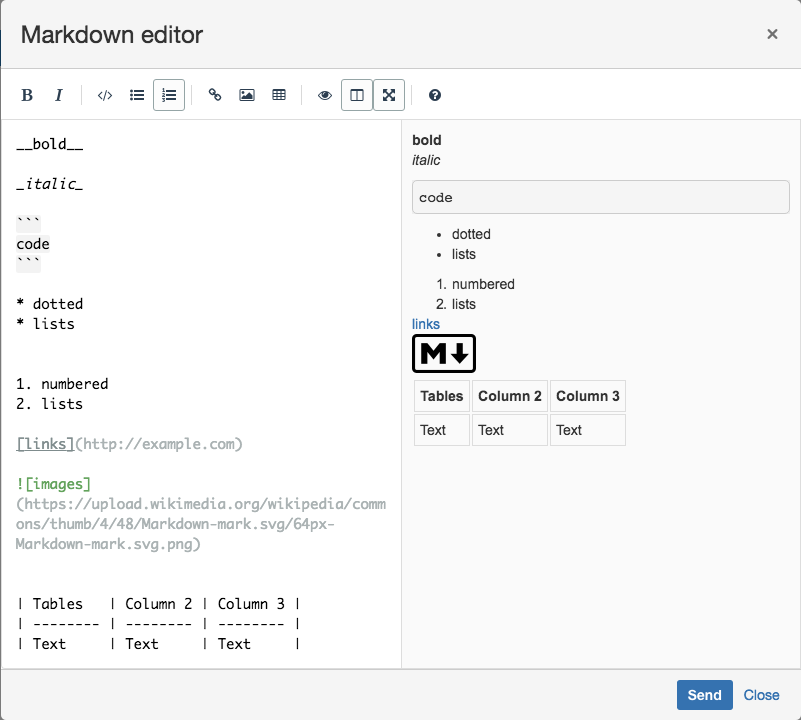 Markdown editor
×
B I </> ?
__bold__
_italic_
```
code
```
* dotted
* lists
1. numbered
2. lists
[links](http://example.com)
![images]
(https://upload.wikimedia.org/wikipedia/comm
ons/thumb/4/48/Markdown-mark.svg/64px-
Markdown-mark.svg.png)
| Tables   | Column 2 | Column 3 |
| -------- | -------- | -------- |
| Text     | Text     | Text     |
bold
italic
code
• dotted
• lists
1. numbered
2. lists
links
M
Tables Column 2 Column 3
Text Text Text
Send Close